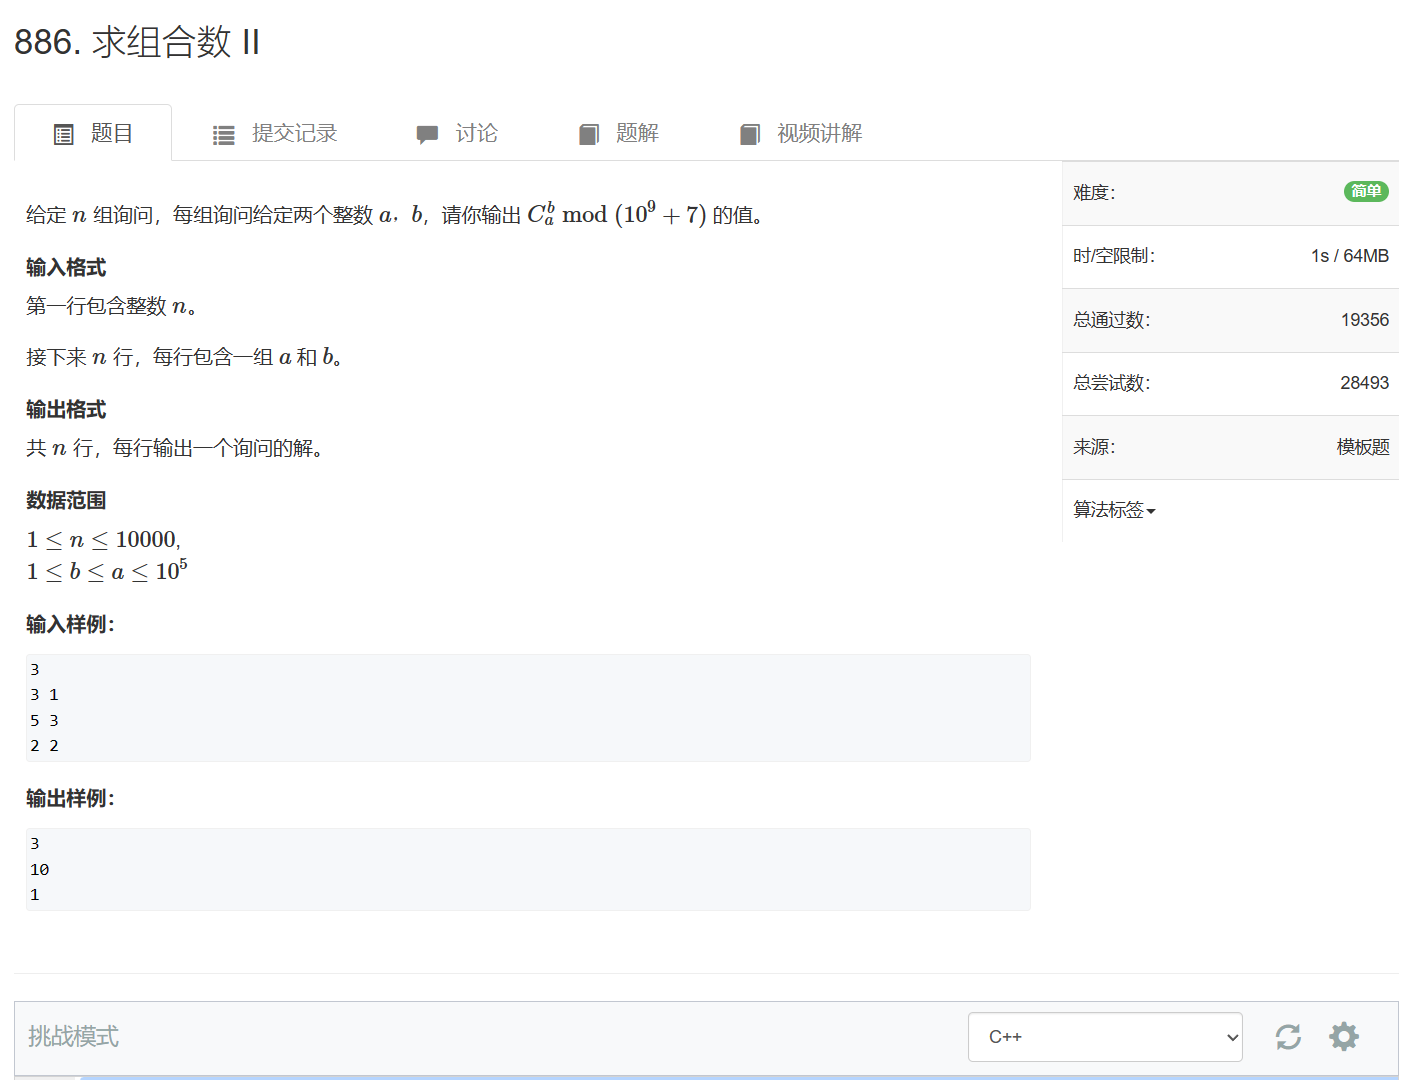 886. 求组合数 II
题目 提交记录 讨论 题解 视频讲解
给定 n 组询问，每组询问给定两个整数 a，b，请你输出 C_a^b mod (10^9 + 7) 的值。
输入格式
第一行包含整数 n。
接下来 n 行，每行包含一组 a 和 b。
输出格式
共 n 行，每行输出一个询问的解。
数据范围
1 ≤ n ≤ 10000,
1 ≤ b ≤ a ≤ 10^5
输入样例：
3
3 1
5 3
2 2
输出样例：
3
10
1
难度： 简单
时/空限制： 1s / 64MB
总通过数： 19356
总尝试数： 28493
来源： 模板题
算法标签
挑战模式 C++